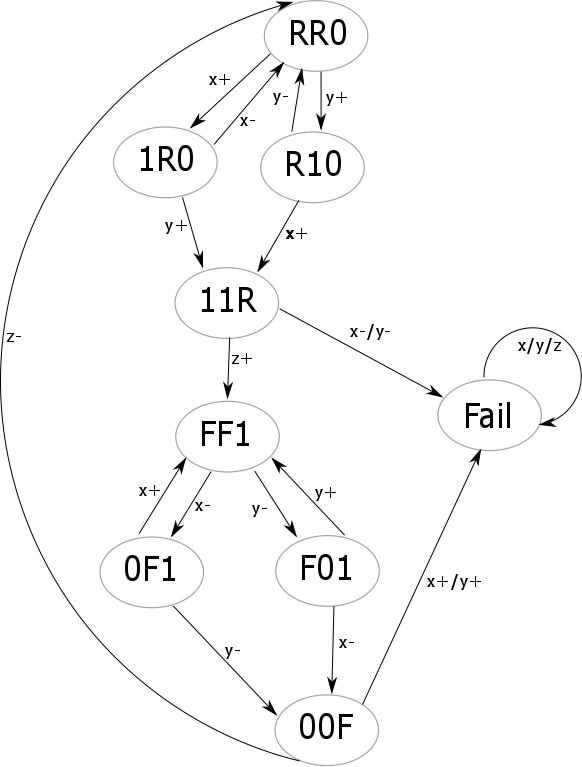 RR0
x+
y-
y+
x-
1R0
R10
y+
x+
11R
x-/y-
z-
x/y/z
z+
Fail
FF1
x+
x-
y-
y+
0F1
F01
x+/y+
y-
x-
00F